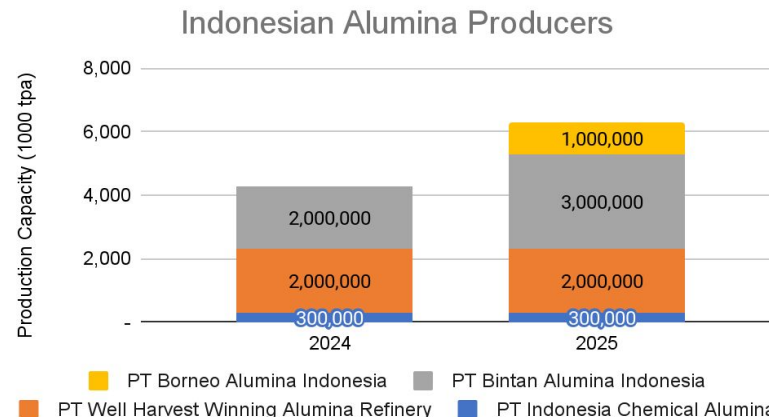 Indonesian Alumina Producers
Production Capacity (1000 tpa)
8,000
6,000
4,000
2,000
-
1,000,000
3,000,000
2,000,000
2,000,000
2,000,000
300,000
300,000
2024
2025
PT Borneo Alumina Indonesia
PT Bintan Alumina Indonesia
PT Well Harvest Winning Alumina Refinery
PT Indonesia Chemical Alumina